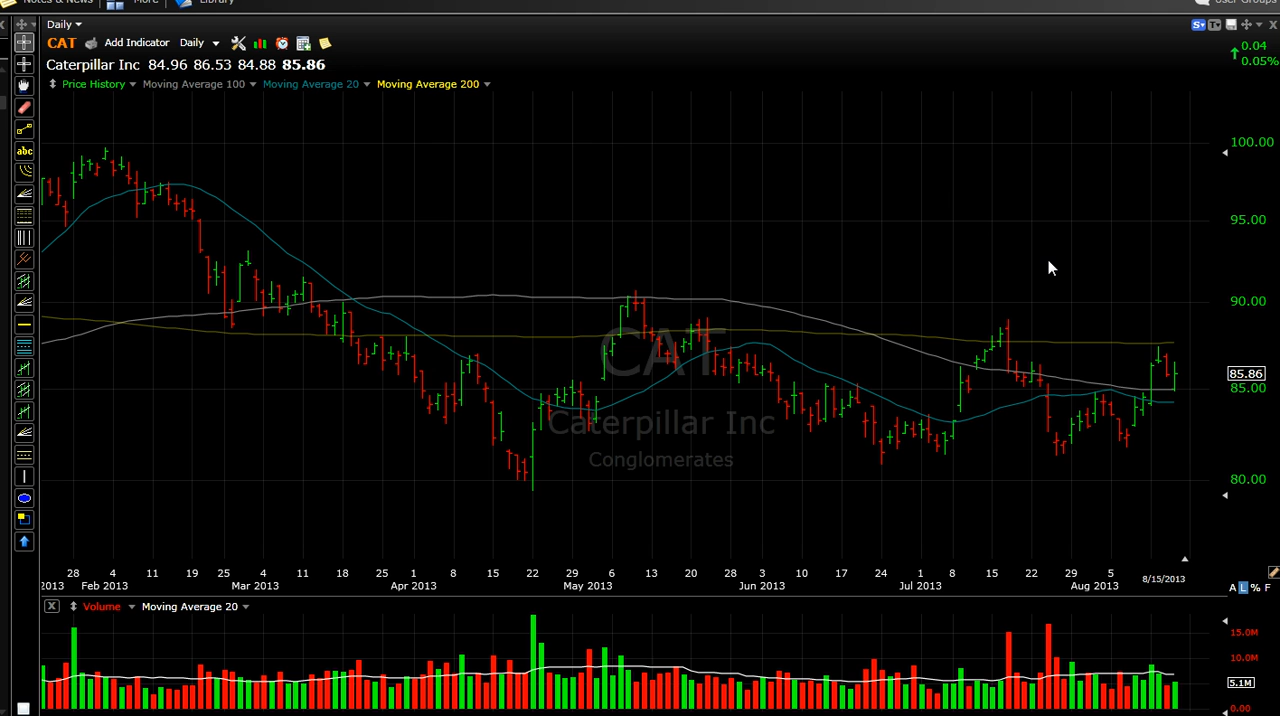 Notes & News More Library User Groups
Daily
CAT Add Indicator Daily
Caterpillar Inc 84.96 86.53 84.88 85.86
0.04
0.05%
Price History Moving Average 100 Moving Average 20 Moving Average 200
abc
100.00
95.00
90.00
85.86
85.00
80.00
CAT
Caterpillar Inc
Conglomerates
28 4 11 19 25 4 11 18 25 1 8 15 22 29 6 13 20 28 3 10 17 24 1 8 15 22 29 5
2013 Feb 2013 Mar 2013 Apr 2013 May 2013 Jun 2013 Jul 2013 Aug 2013 8/15/2013
A L % F
X Volume Moving Average 20
15.0M
10.0M
5.1M
0.00